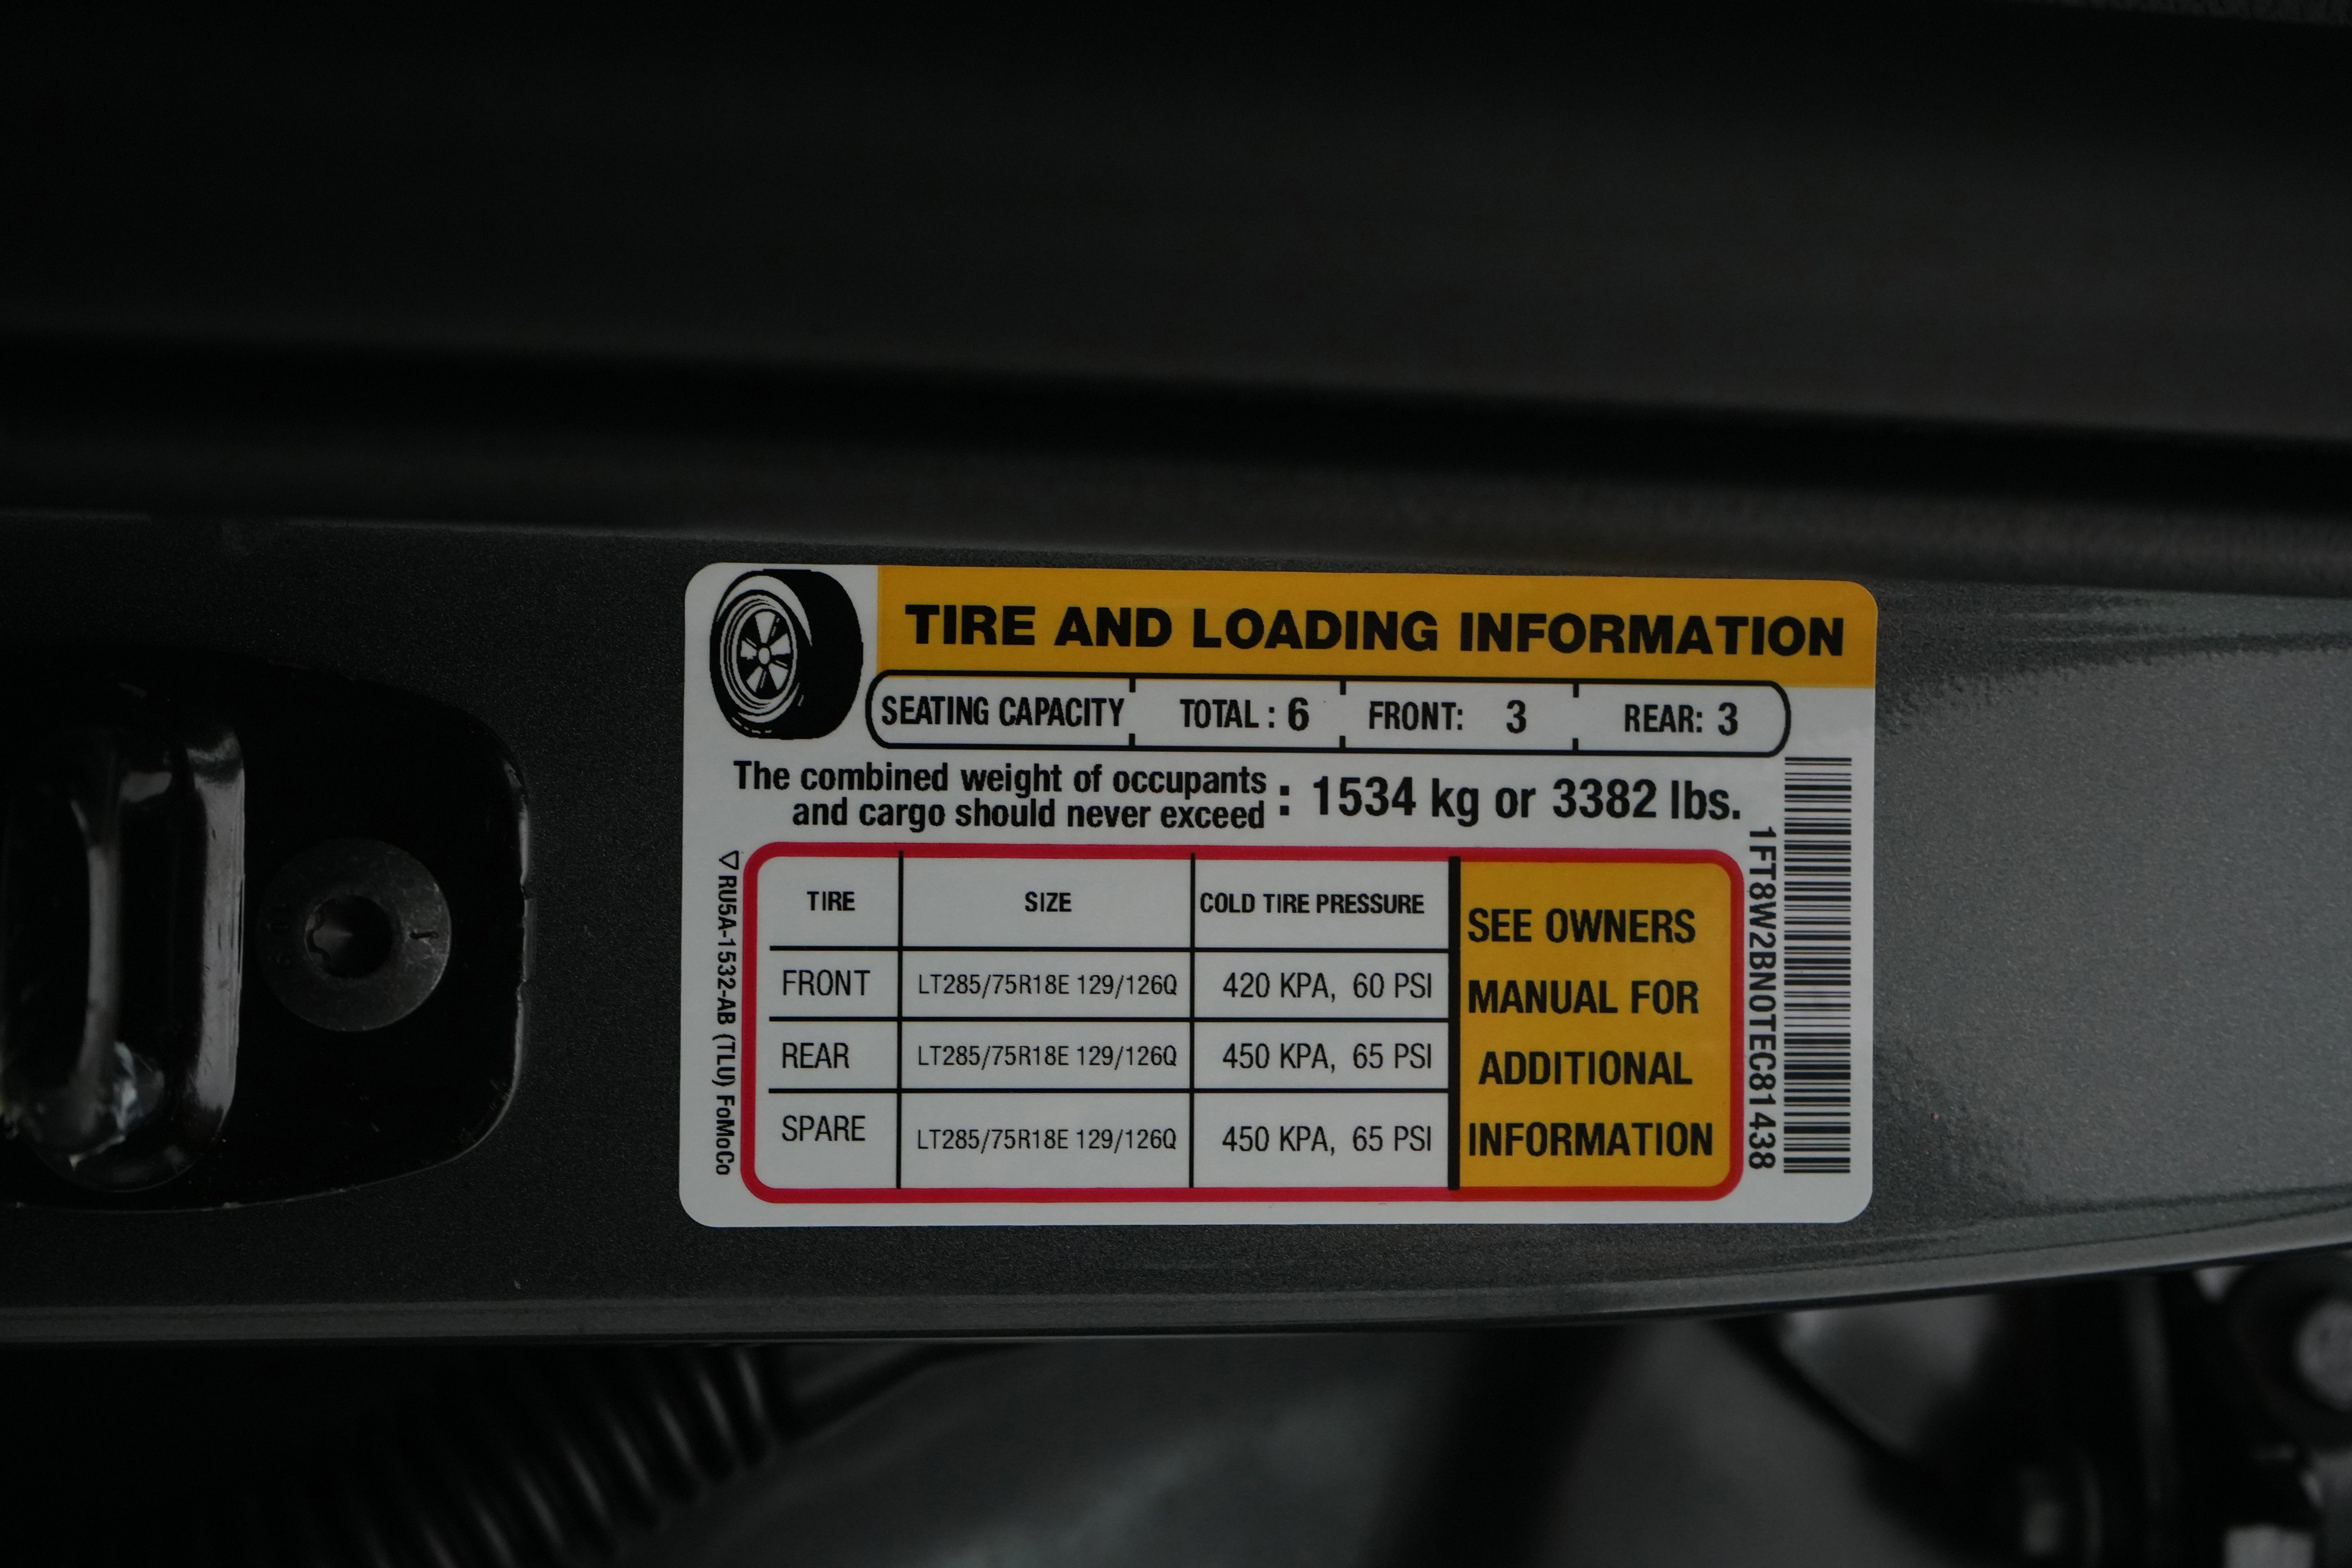 TIRE AND LOADING INFORMATION
SEATING CAPACITY TOTAL : 6 FRONT: 3 REAR: 3
The combined weight of occupants
and cargo should never exceed : 1534 kg or 3382 lbs.
TIRE SIZE COLD TIRE PRESSURE
FRONT LT285/75R18E 129/126Q 420 KPA, 60 PSI
REAR LT285/75R18E 129/126Q 450 KPA, 65 PSI
SPARE LT285/75R18E 129/126Q 450 KPA, 65 PSI
SEE OWNERS
MANUAL FOR
ADDITIONAL
INFORMATION
RU5A-1532-AB (TLU) FoMoCo
1FT8W2BN0TEC81438